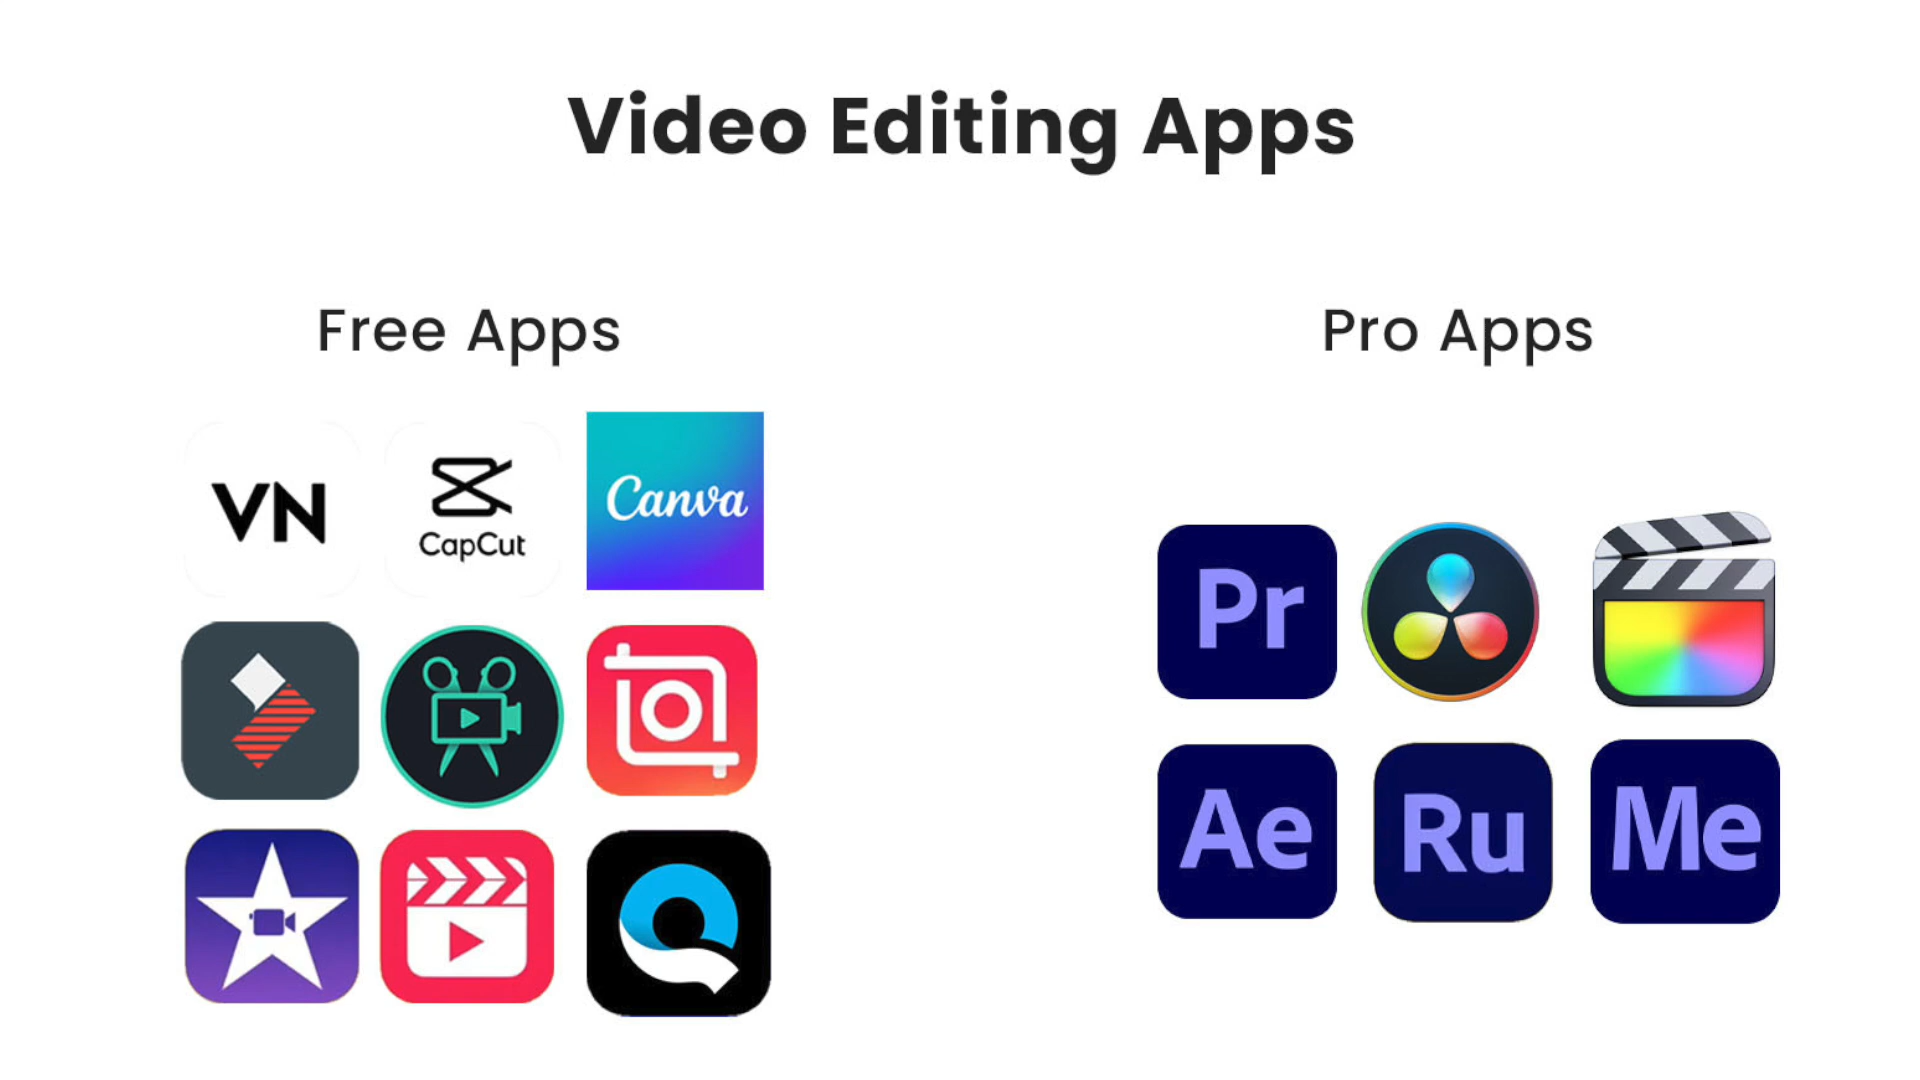 Video Editing Apps
Free Apps
Pro Apps
VN
CapCut
Canva
Pr
Ae
Ru
Me